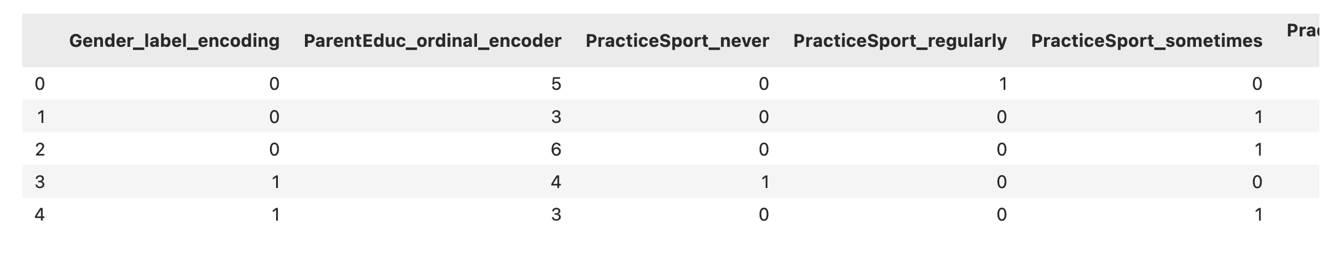 Gender_label_encoding ParentEduc_ordinal_encoder PracticeSport_never PracticeSport_regularly PracticeSport_sometimes
0 0 5 0 1 0
1 0 3 0 0 1
2 0 6 0 0 1
3 1 4 1 0 0
4 1 3 0 0 1